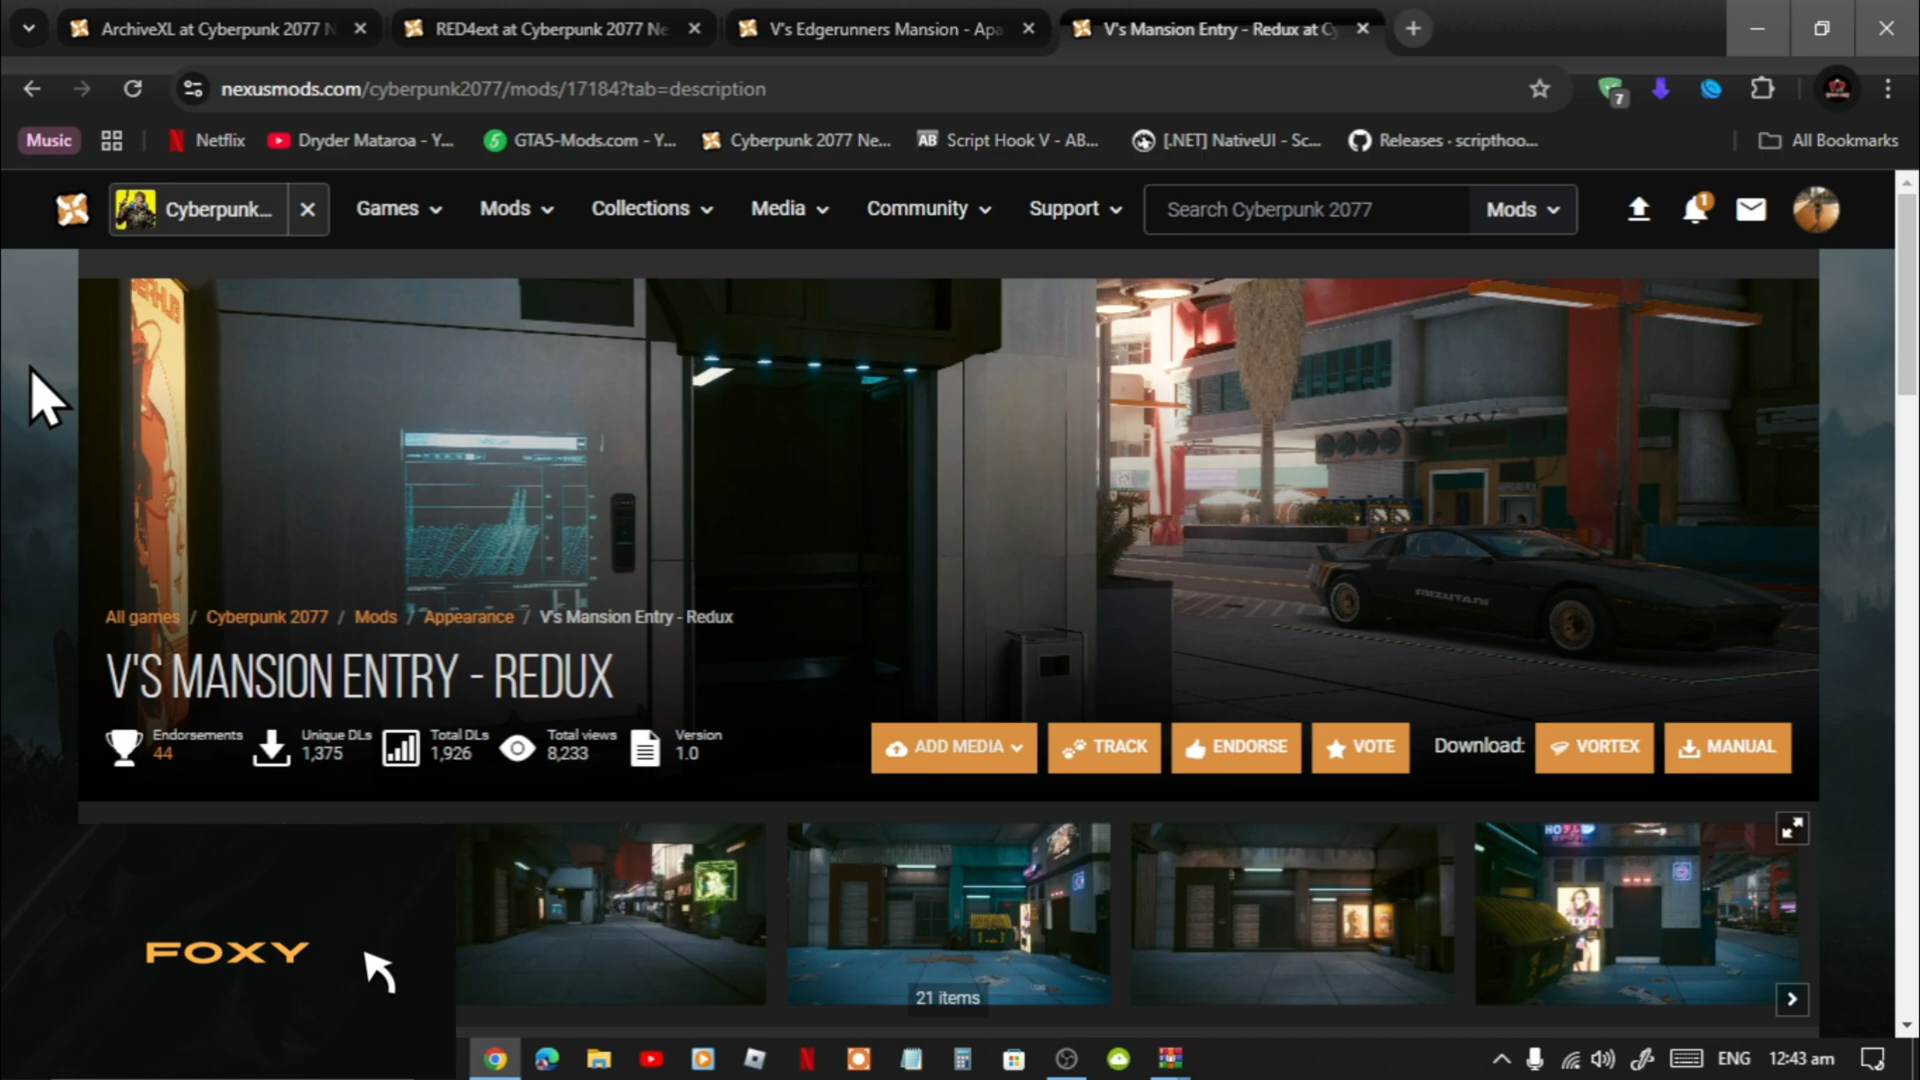 ArchiveXL at Cyberpunk 2077 N
RED4ext at Cyberpunk 2077 Ne
V's Edgerunners Mansion - Apa
V's Mansion Entry - Redux at Cy
nexusmods.com/cyberpunk2077/mods/17184?tab=description
7
Music
Netflix
Dryder Mataroa - Y...
GTA5-Mods.com - Y...
Cyberpunk 2077 Ne...
AB
Script Hook V - AB...
[.NET] NativeUI - Sc...
Releases · scripthoo...
All Bookmarks
Cyberpunk...
Games
Mods
Collections
Media
Community
Support
Search Cyberpunk 2077
Mods
1
MIZUTANI
All games / Cyberpunk 2077 / Mods / Appearance / V's Mansion Entry - Redux
V'S MANSION ENTRY - REDUX
Endorsements
44
Unique DLs
1,375
Total DLs
1,926
Total views
8,233
Version
1.0
ADD MEDIA
TRACK
ENDORSE
VOTE
Download:
VORTEX
MANUAL
FOXY
21 items
ENG
12:43 am